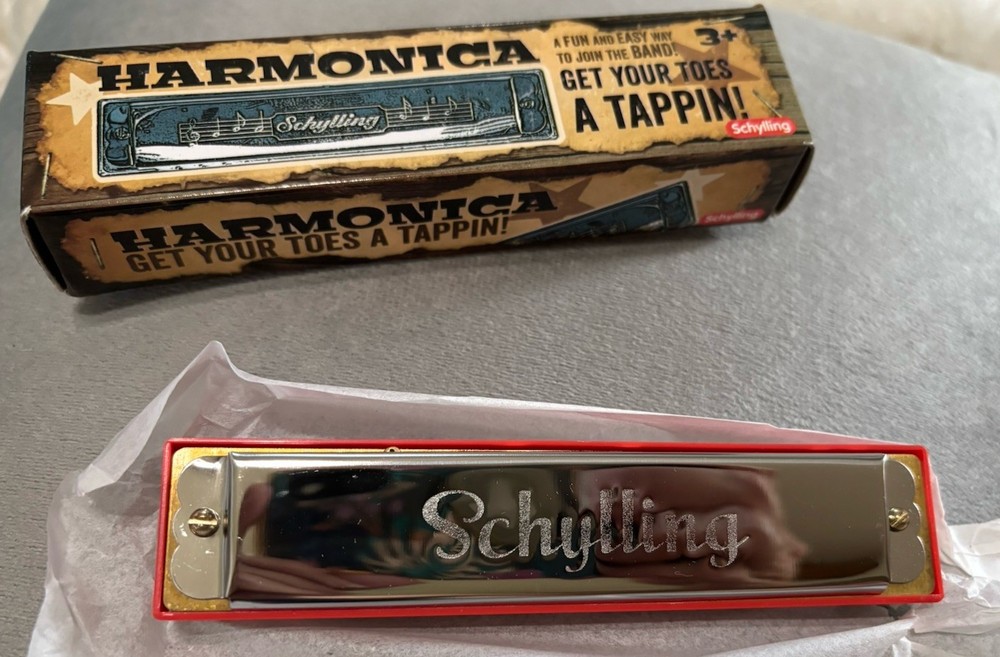 HARMONICA
A FUN AND EASY WAY
TO JOIN THE BAND!
3+
GET YOUR TOES
A TAPPIN!
Schylling
Schylling
HARMONICA
GET YOUR TOES A TAPPIN!
Schylling
Schylling